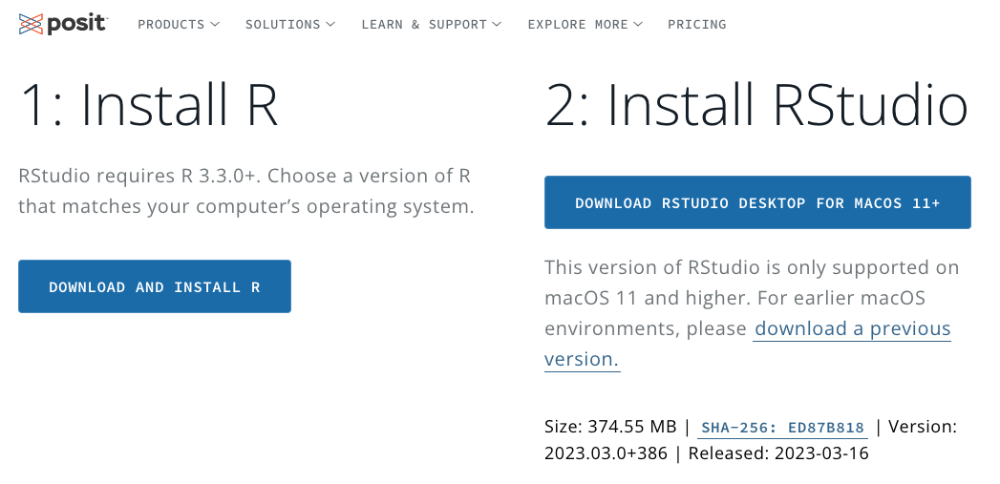 posit
PRODUCTS
SOLUTIONS
LEARN & SUPPORT
EXPLORE MORE
PRICING
1: Install R
RStudio requires R 3.3.0+. Choose a version of R
that matches your computer’s operating system.
DOWNLOAD AND INSTALL R
2: Install RStudio
DOWNLOAD RSTUDIO DESKTOP FOR MACOS 11+
This version of RStudio is only supported on
macOS 11 and higher. For earlier macOS
environments, please download a previous
version.
Size: 374.55 MB | SHA-256: ED87B818 | Version:
2023.03.0+386 | Released: 2023-03-16